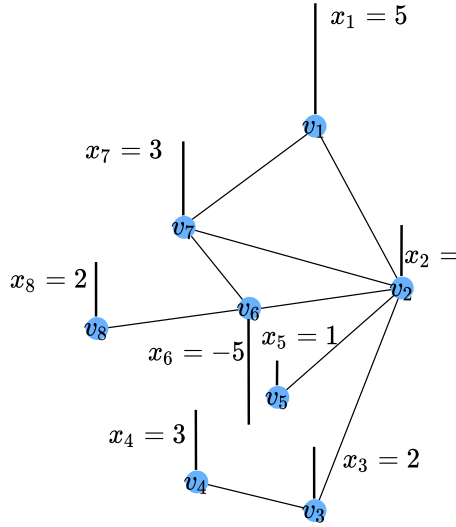 x₁ = 5
v₁
x₇ = 3
v₇
x₂ =
v₂
x₈ = 2
v₈
v₆
x₆ = −5
x₅ = 1
v₅
x₄ = 3
v₄
x₃ = 2
v₃